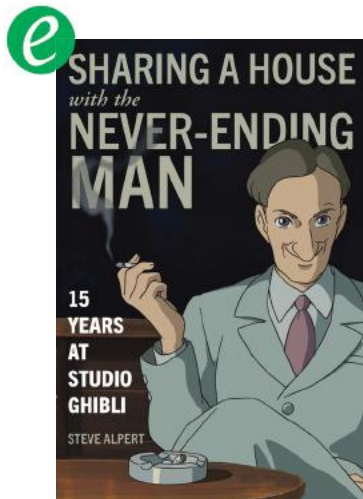 e
SHARING A HOUSE
with the
NEVER-ENDING
MAN
15
YEARS
AT
STUDIO
GHIBLI
STEVE ALPERT